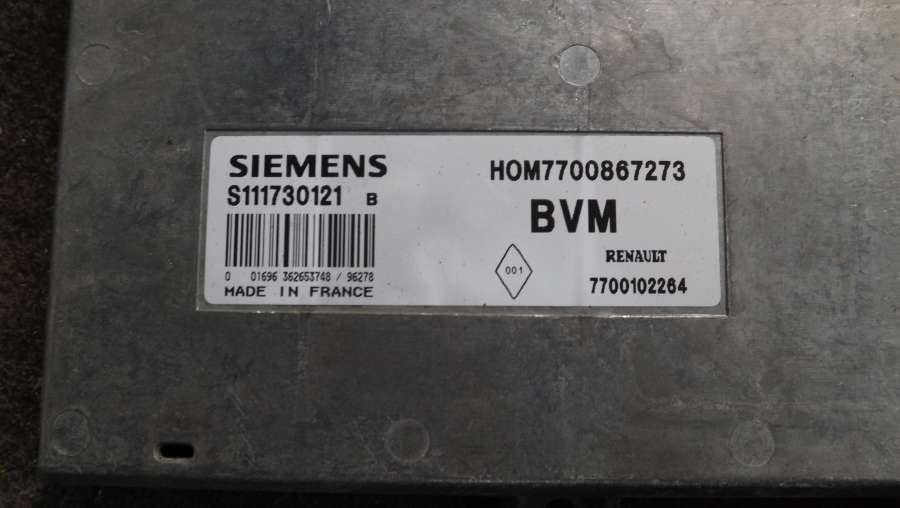 SIEMENS
S111730121 B
0 01696 362653748 / 96278
MADE IN FRANCE
HOM7700867273
BVM
001
RENAULT
7700102264